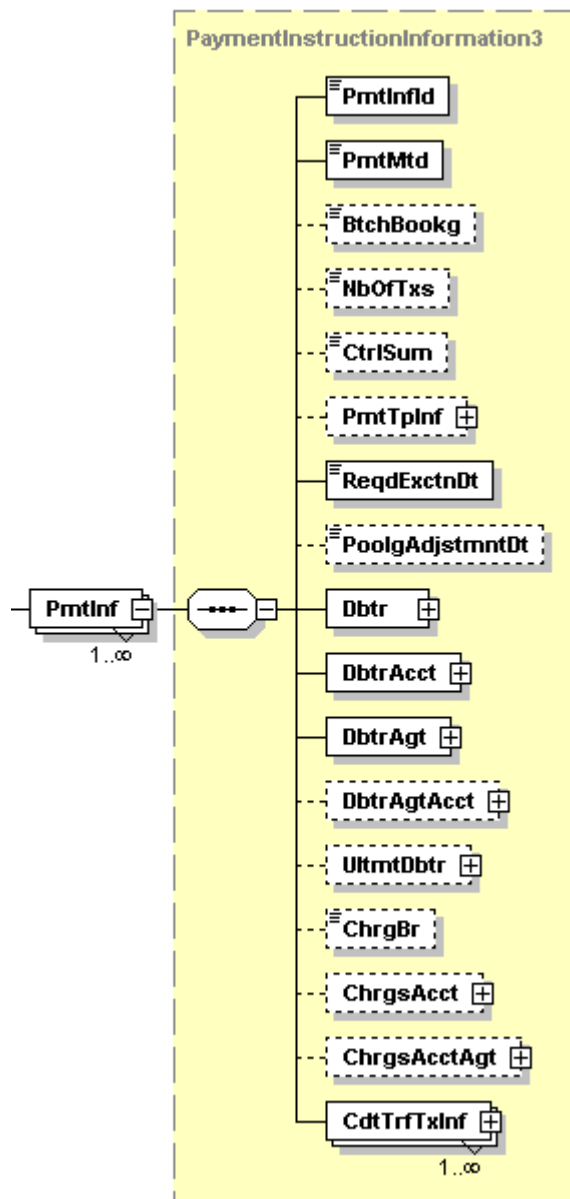 PaymentInstructionInformation3
PmtInfId
PmtMtd
BtchBookg
NbOfTxs
CtrlSum
PmtTpInf
ReqdExctnDt
PoolgAdjstmntDt
PmtInf
1..∞
Dbtr
DbtrAcct
DbtrAgt
DbtrAgtAcct
UltmtDbtr
ChrgBr
ChrgsAcct
ChrgsAcctAgt
CdtTrfTxInf
1..∞